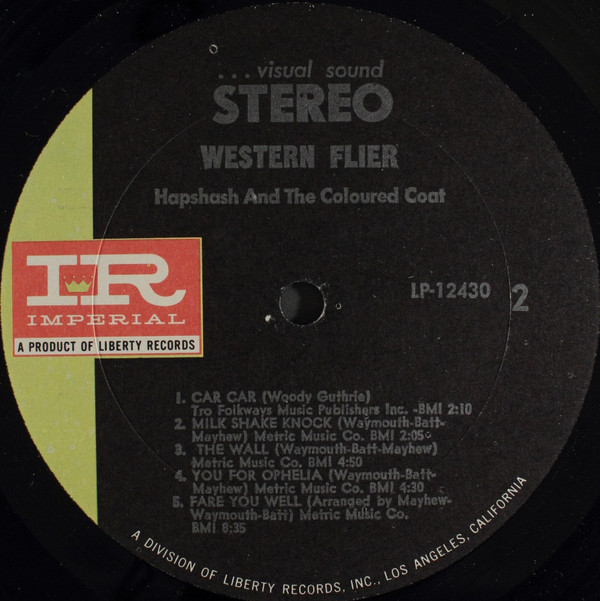 ...visual sound
STEREO
WESTERN FLIER
Hapshash And The Coloured Coat
IR
IMPERIAL
A PRODUCT OF LIBERTY RECORDS
LP-12430
2
1. CAR CAR (Woody Guthrie)
Tro Folkways Music Publishers Inc. -BMI 2:10
2. MILK SHAKE KNOCK (Waymouth-Batt-
Mayhew) Metric Music Co. BMI 2:05
3. THE WALL (Waymouth-Batt-Mayhew)
Metric Music Co. BMI 4:50
4. YOU FOR OPHELIA (Waymouth-Batt-
Mayhew) Metric Music Co. BMI 4:30
5. FARE YOU WELL (Arranged by Mayhew-
Waymouth-Batt) Metric Music Co.
BMI 8:35
A DIVISION OF LIBERTY RECORDS, INC., LOS ANGELES, CALIFORNIA